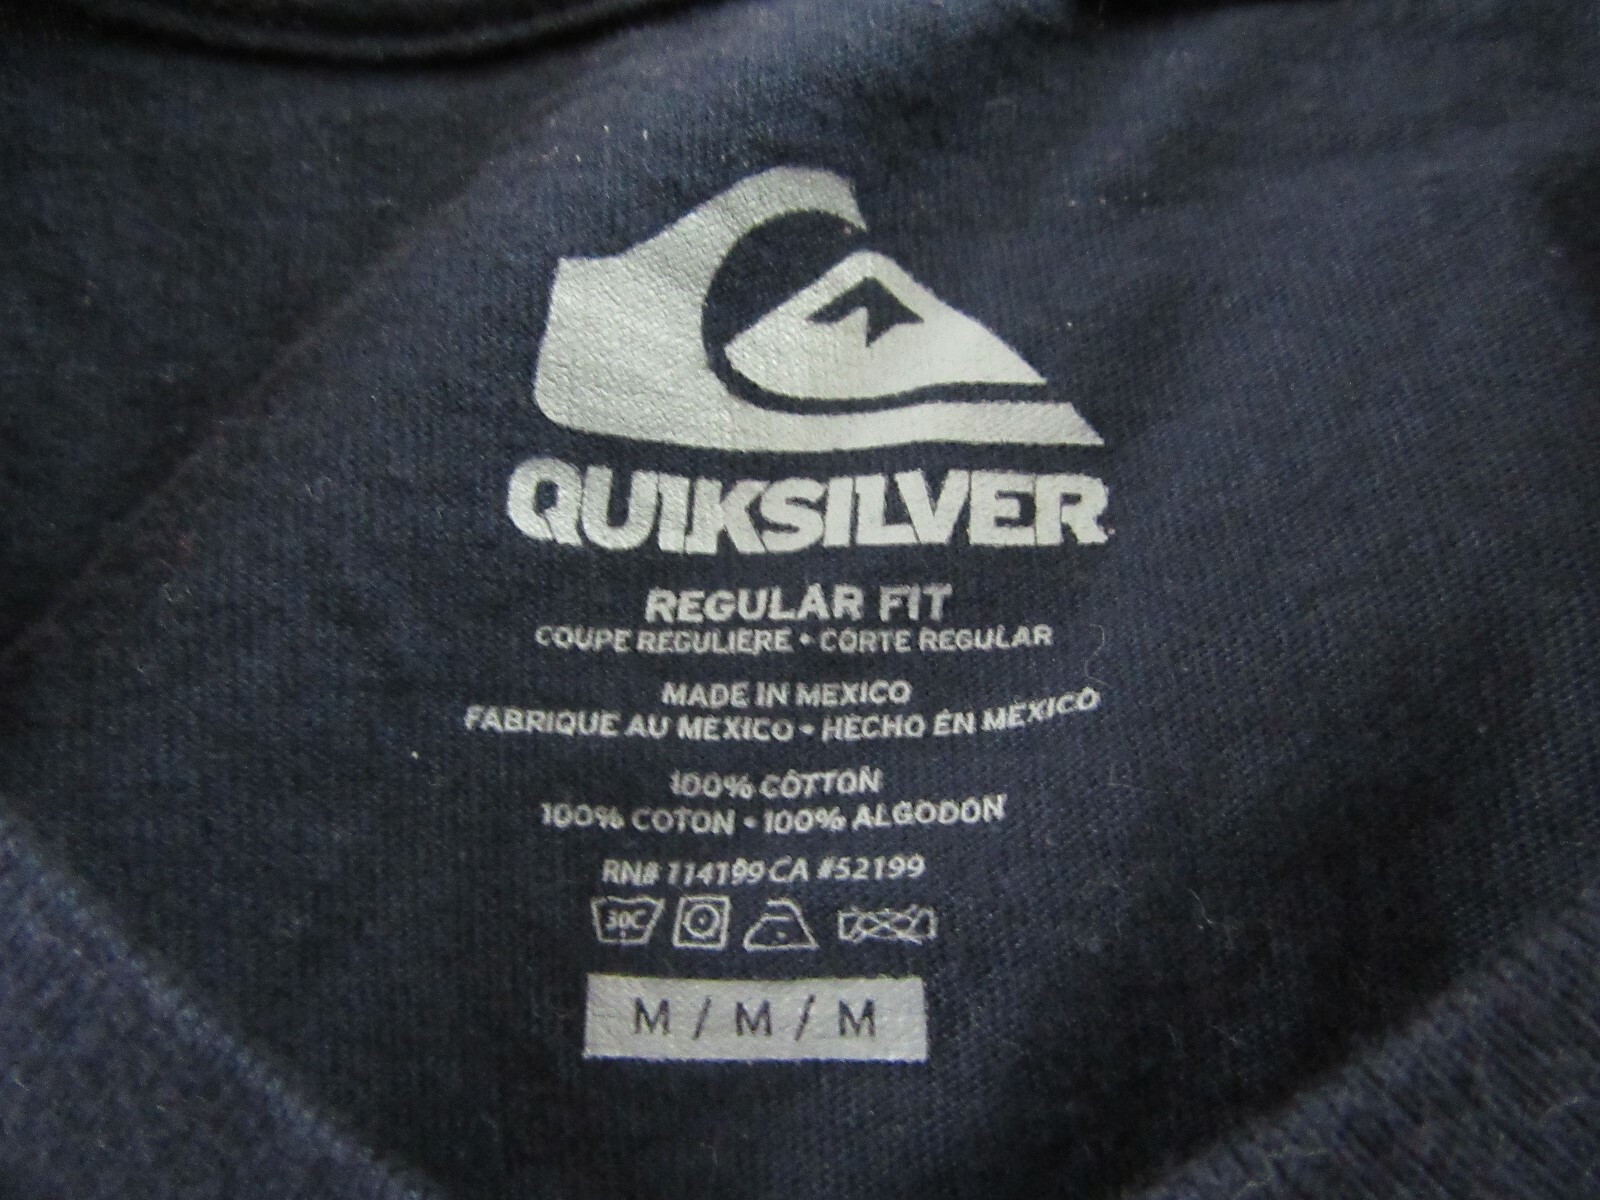 QUIKSILVER
REGULAR FIT
COUPE REGULIERE • CORTE REGULAR
MADE IN MEXICO
FABRIQUE AU MEXICO • HECHO EN MÉXICO
100% COTTON
100% COTON • 100% ALGODON
RN# 114199 CA #52199
30C
M / M / M